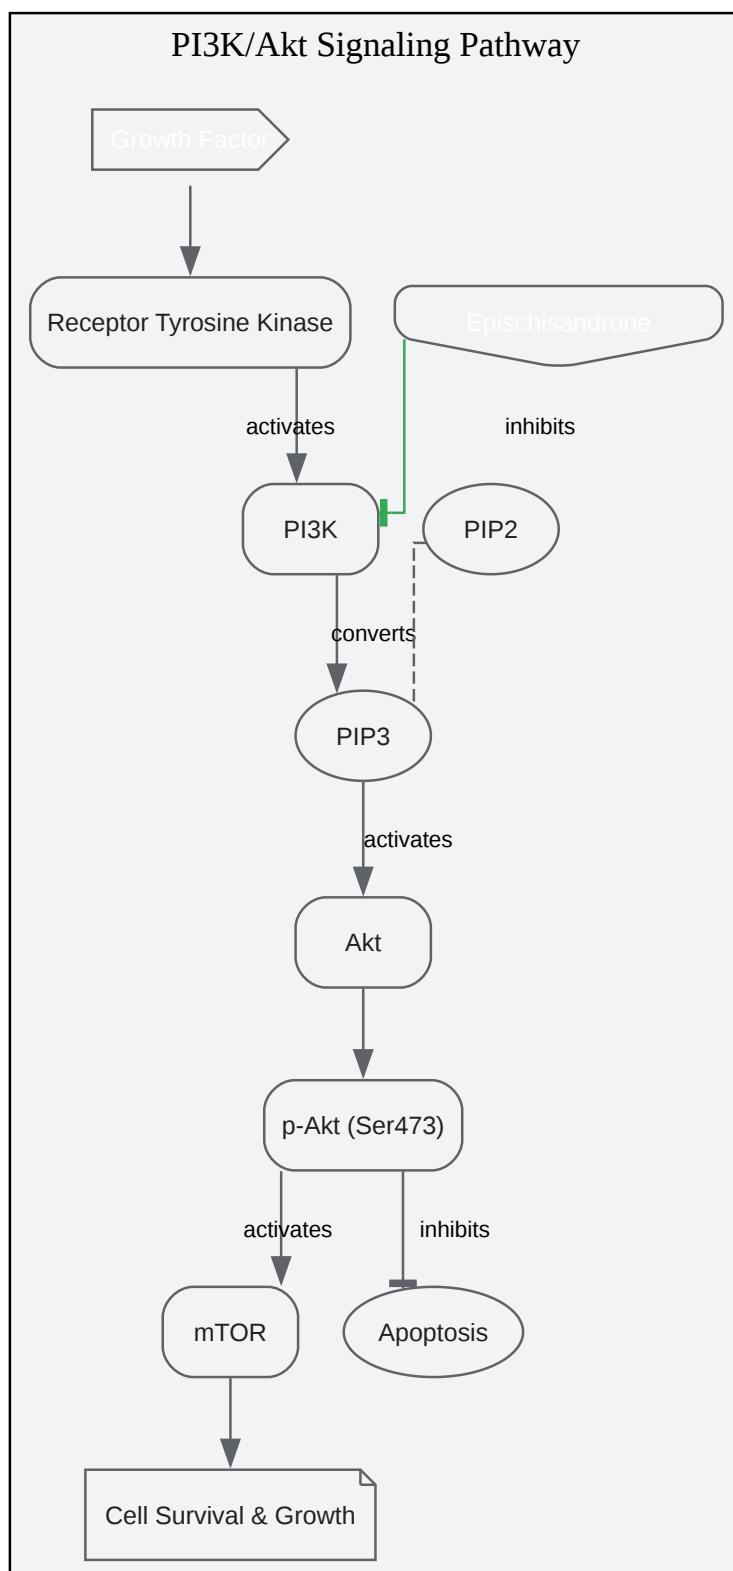 PI3K/Akt Signaling Pathway
Growth Factor
Receptor Tyrosine Kinase
Epischisandrone
activates
inhibits
PI3K
PIP2
converts
PIP3
activates
Akt
p-Akt (Ser473)
activates
inhibits
mTOR
Apoptosis
Cell Survival & Growth